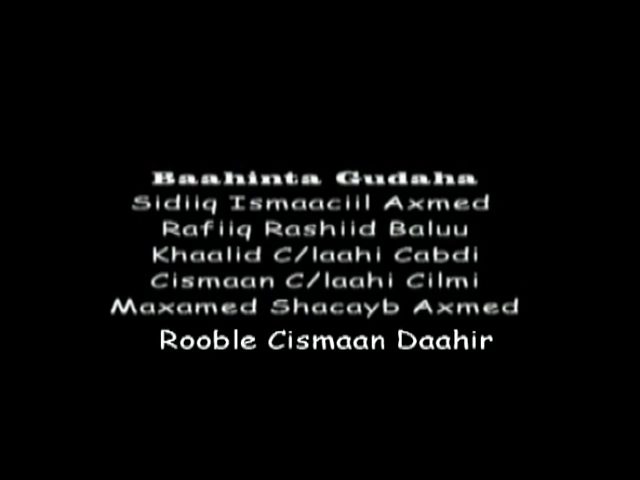 Baahinta Gudaha
Sidiiq Ismaaciil Axmed
Rafiiq Rashiid Baluu
Khaalid C/laahi Cabdi
Cismaan C/laahi Cilmi
Maxamed Shacayb Axmed
Rooble Cismaan Daahir